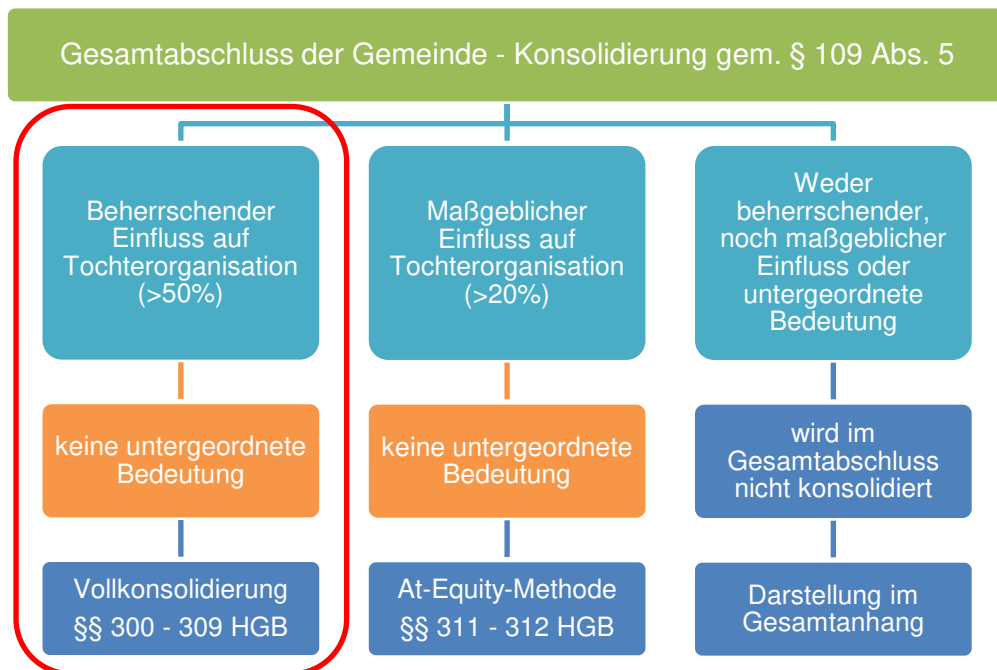 Gesamtabschluss der Gemeinde - Konsolidierung gem. § 109 Abs. 5
Beherrschender
Einfluss auf
Tochterorganisation
(>50%)
keine untergeordnete
Bedeutung
Vollkonsolidierung
§§ 300 - 309 HGB
Maßgeblicher
Einfluss auf
Tochterorganisation
(>20%)
keine untergeordnete
Bedeutung
At-Equity-Methode
§§ 311 - 312 HGB
Weder
beherrschender,
noch maßgeblicher
Einfluss oder
untergeordnete
Bedeutung
wird im
Gesamtabschluss
nicht konsolidiert
Darstellung im
Gesamtanhang